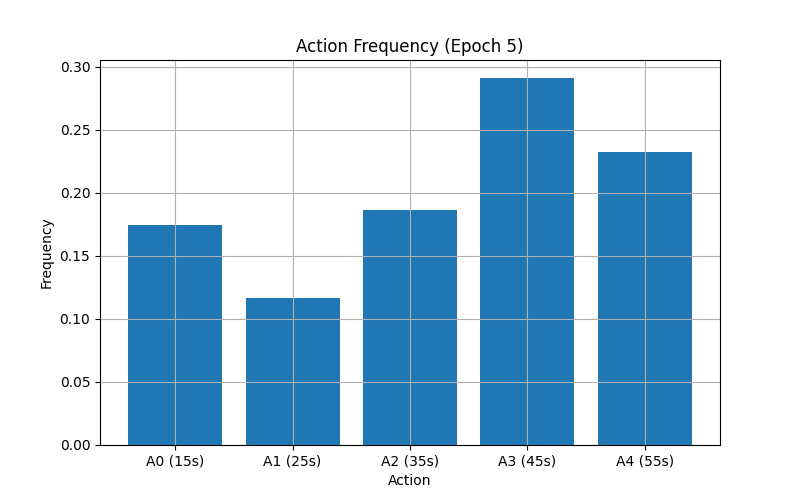 Action Frequency (Epoch 5)
Frequency
0.30
0.25
0.20
0.15
0.10
0.05
0.00
A0 (15s) A1 (25s) A2 (35s) A3 (45s) A4 (55s)
Action